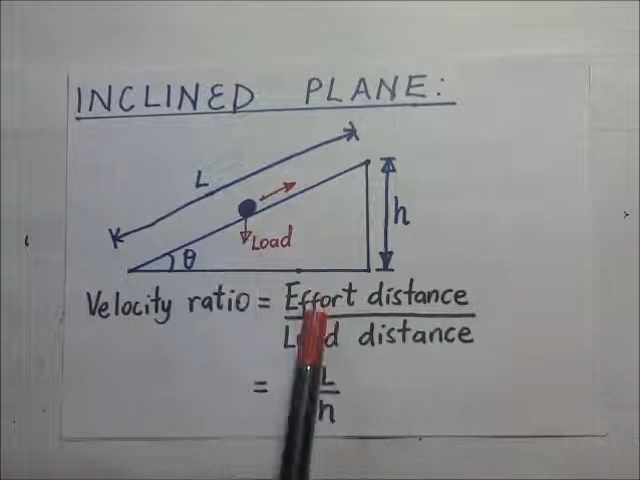 INCLINED PLANE:
L
h
Load
θ
Velocity ratio = Effort distance
distance
= L
h